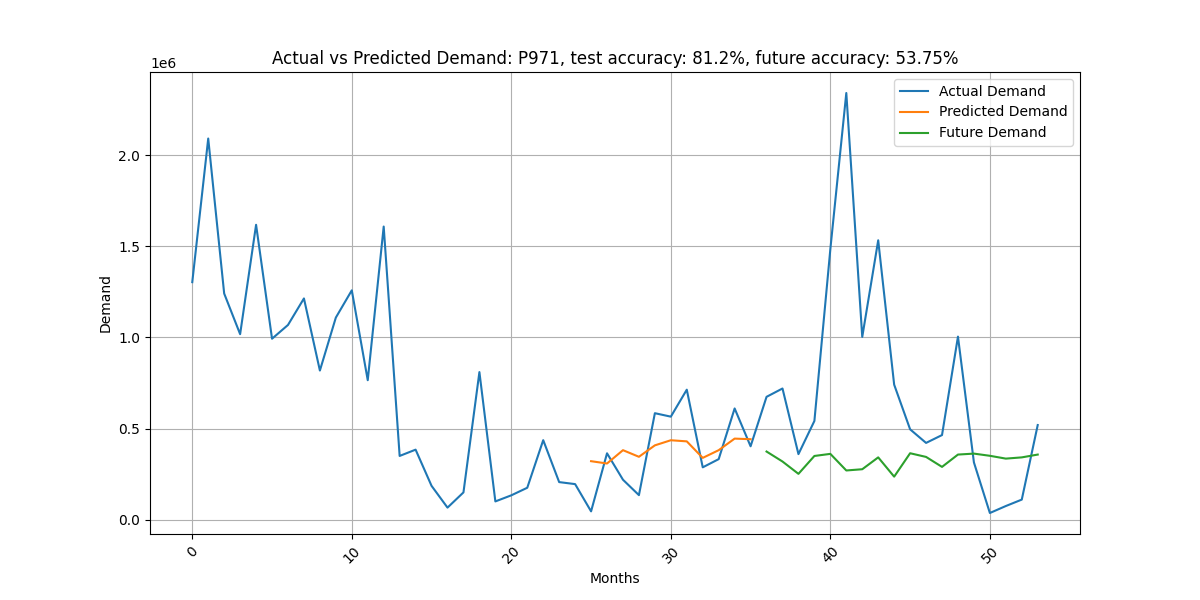 Actual vs Predicted Demand: P971, test accuracy: 81.2%, future accuracy: 53.75%
1e6
Actual Demand
Predicted Demand
Future Demand
2.0
1.5
1.0
0.5
0.0
Demand
0 10 20 30 40 50
Months